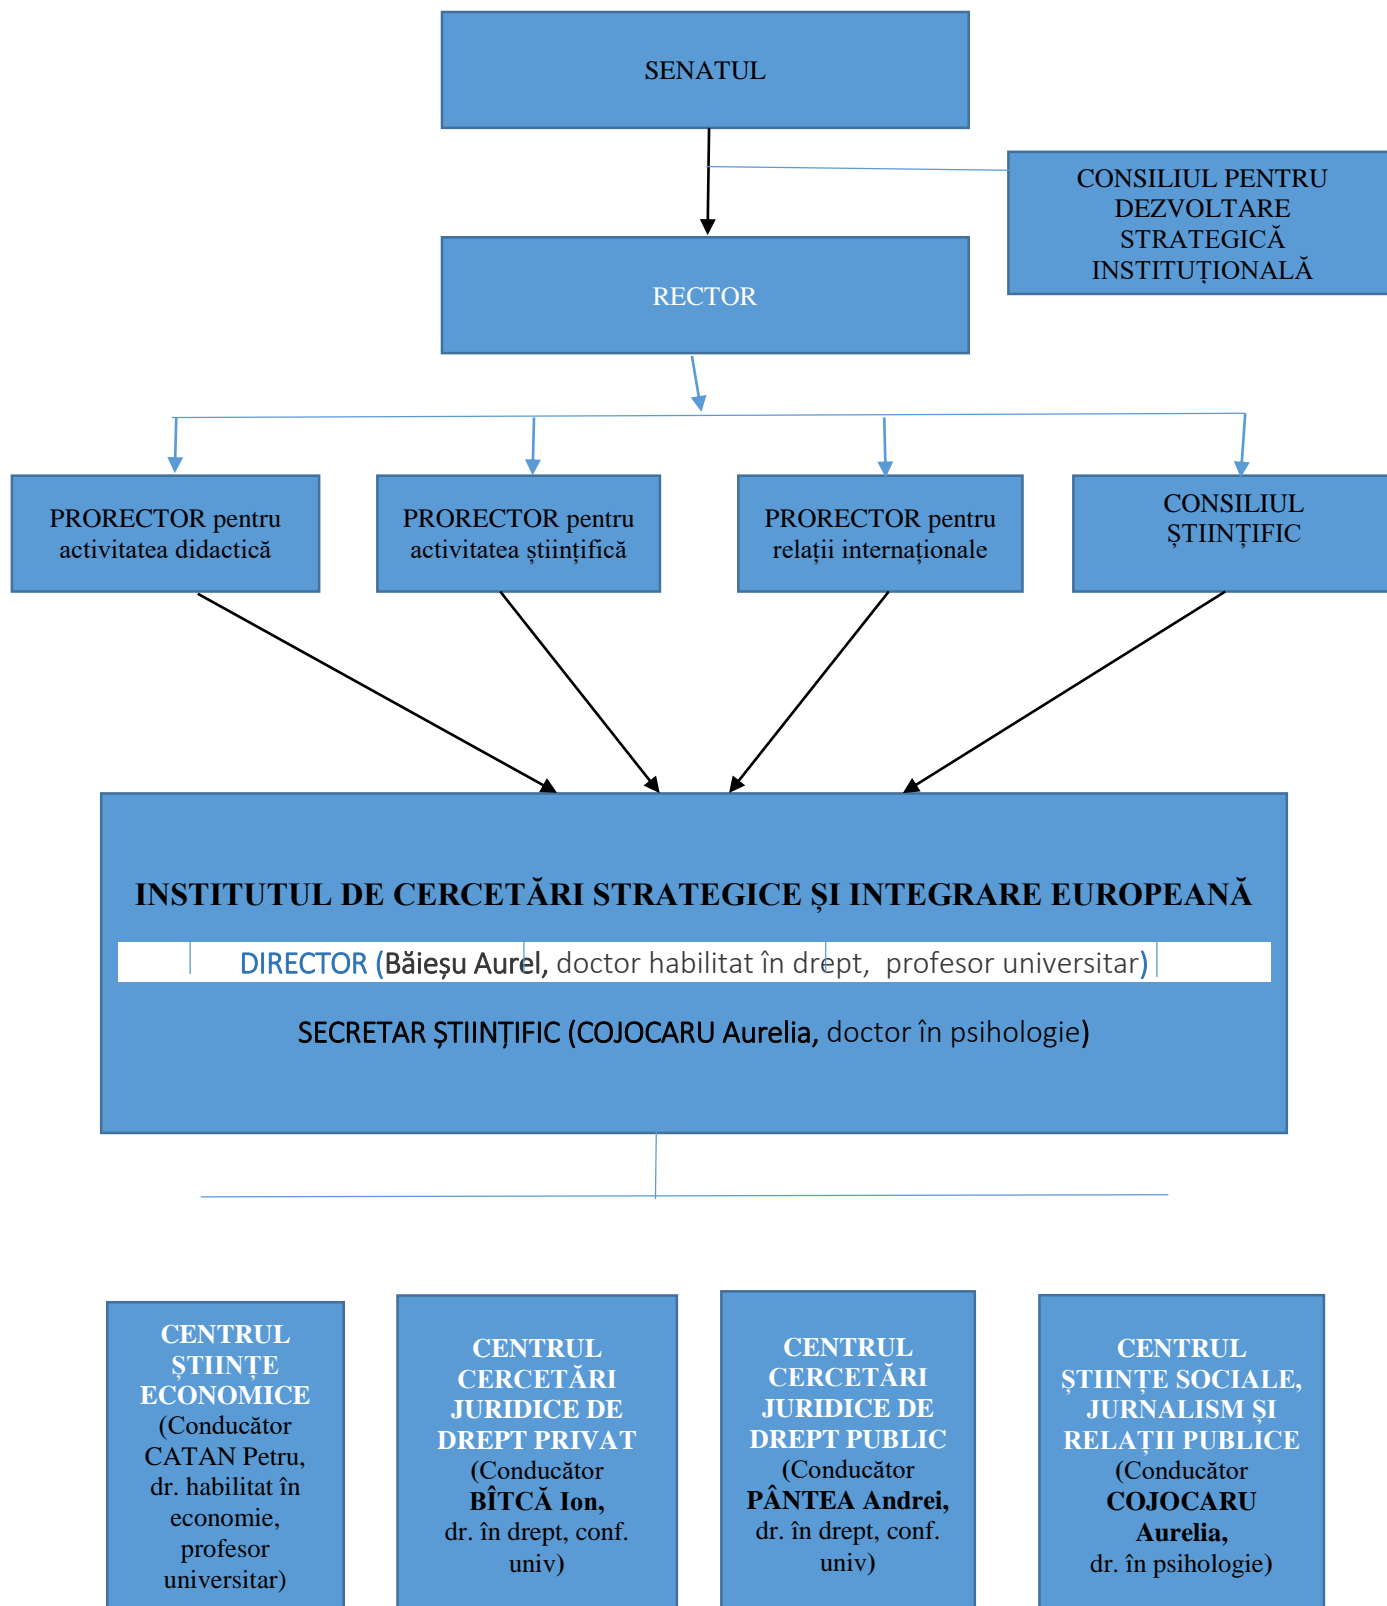 SENATUL
CONSILIUL PENTRU
DEZVOLTARE
STRATEGICĂ
INSTITUȚIONALĂ
RECTOR
PRORECTOR pentru
activitatea didactică
PRORECTOR pentru
activitatea științifică
PRORECTOR pentru
relații internaționale
CONSILIUL
ȘTIINȚIFIC
INSTITUTUL DE CERCETĂRI STRATEGICE ȘI INTEGRARE EUROPEANĂ
DIRECTOR (Băieșu Aurel, doctor habilitat în drept, profesor universitar)
SECRETAR ȘTIINȚIFIC (COJOCARU Aurelia, doctor în psihologie)
CENTRUL
ȘTIINȚE
ECONOMICE
(Conducător
CATAN Petru,
dr. habilitat în
economie,
profesor
universitar)
CENTRUL
CERCETĂRI
JURIDICE DE
DREPT PRIVAT
(Conducător
BÎTCĂ Ion,
dr. în drept, conf.
univ)
CENTRUL
CERCETĂRI
JURIDICE DE
DREPT PUBLIC
(Conducător
PÂNTEA Andrei,
dr. în drept, conf.
univ)
CENTRUL
ȘTIINȚE SOCIALE,
JURNALISM ȘI
RELAȚII PUBLICE
(Conducător
COJOCARU
Aurelia,
dr. în psihologie)